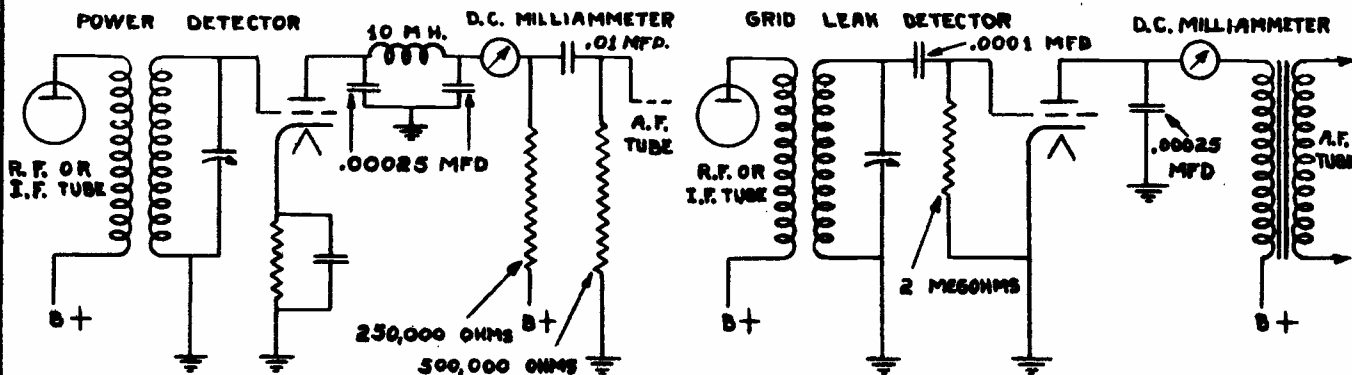 POWER DETECTOR
10 M H.
D.C. MILLIAMMETER
.01 MFD.
R.F. OR
I.F. TUBE
.00025 MFD
A.F.
TUBE
B+
250,000 OHMS
B+
500,000 OHMS
GRID LEAK DETECTOR
.0001 MFD
D.C. MILLIAMMETER
R.F. OR
I.F. TUBE
.00025
MFD
A.F.
TUBE
2 MEGOHMS
B+
B+